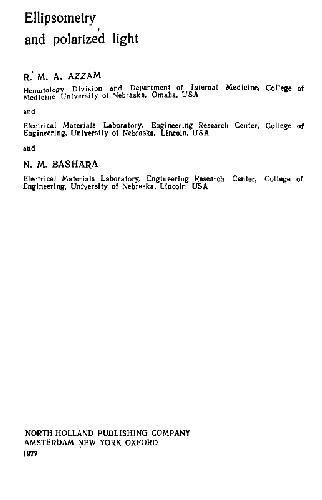 Ellipsometry
and polarized light
R. M. A. AZZAM
Hematology Division and Department of Internal Medicine, College of
Medicine University of Nebraska, Omaha, USA
and
Electrical Materials Laboratory, Engineering Research Center, College of
Engineering, University of Nebraska, Lincoln, USA
and
N. M. BASHARA
Electrical Materials Laboratory, Engineering Research Center, College of
Engineering, University of Nebraska, Lincoln USA
NORTH-HOLLAND PUBLISHING COMPANY
AMSTERDAM NEW YORK OXFORD
1977